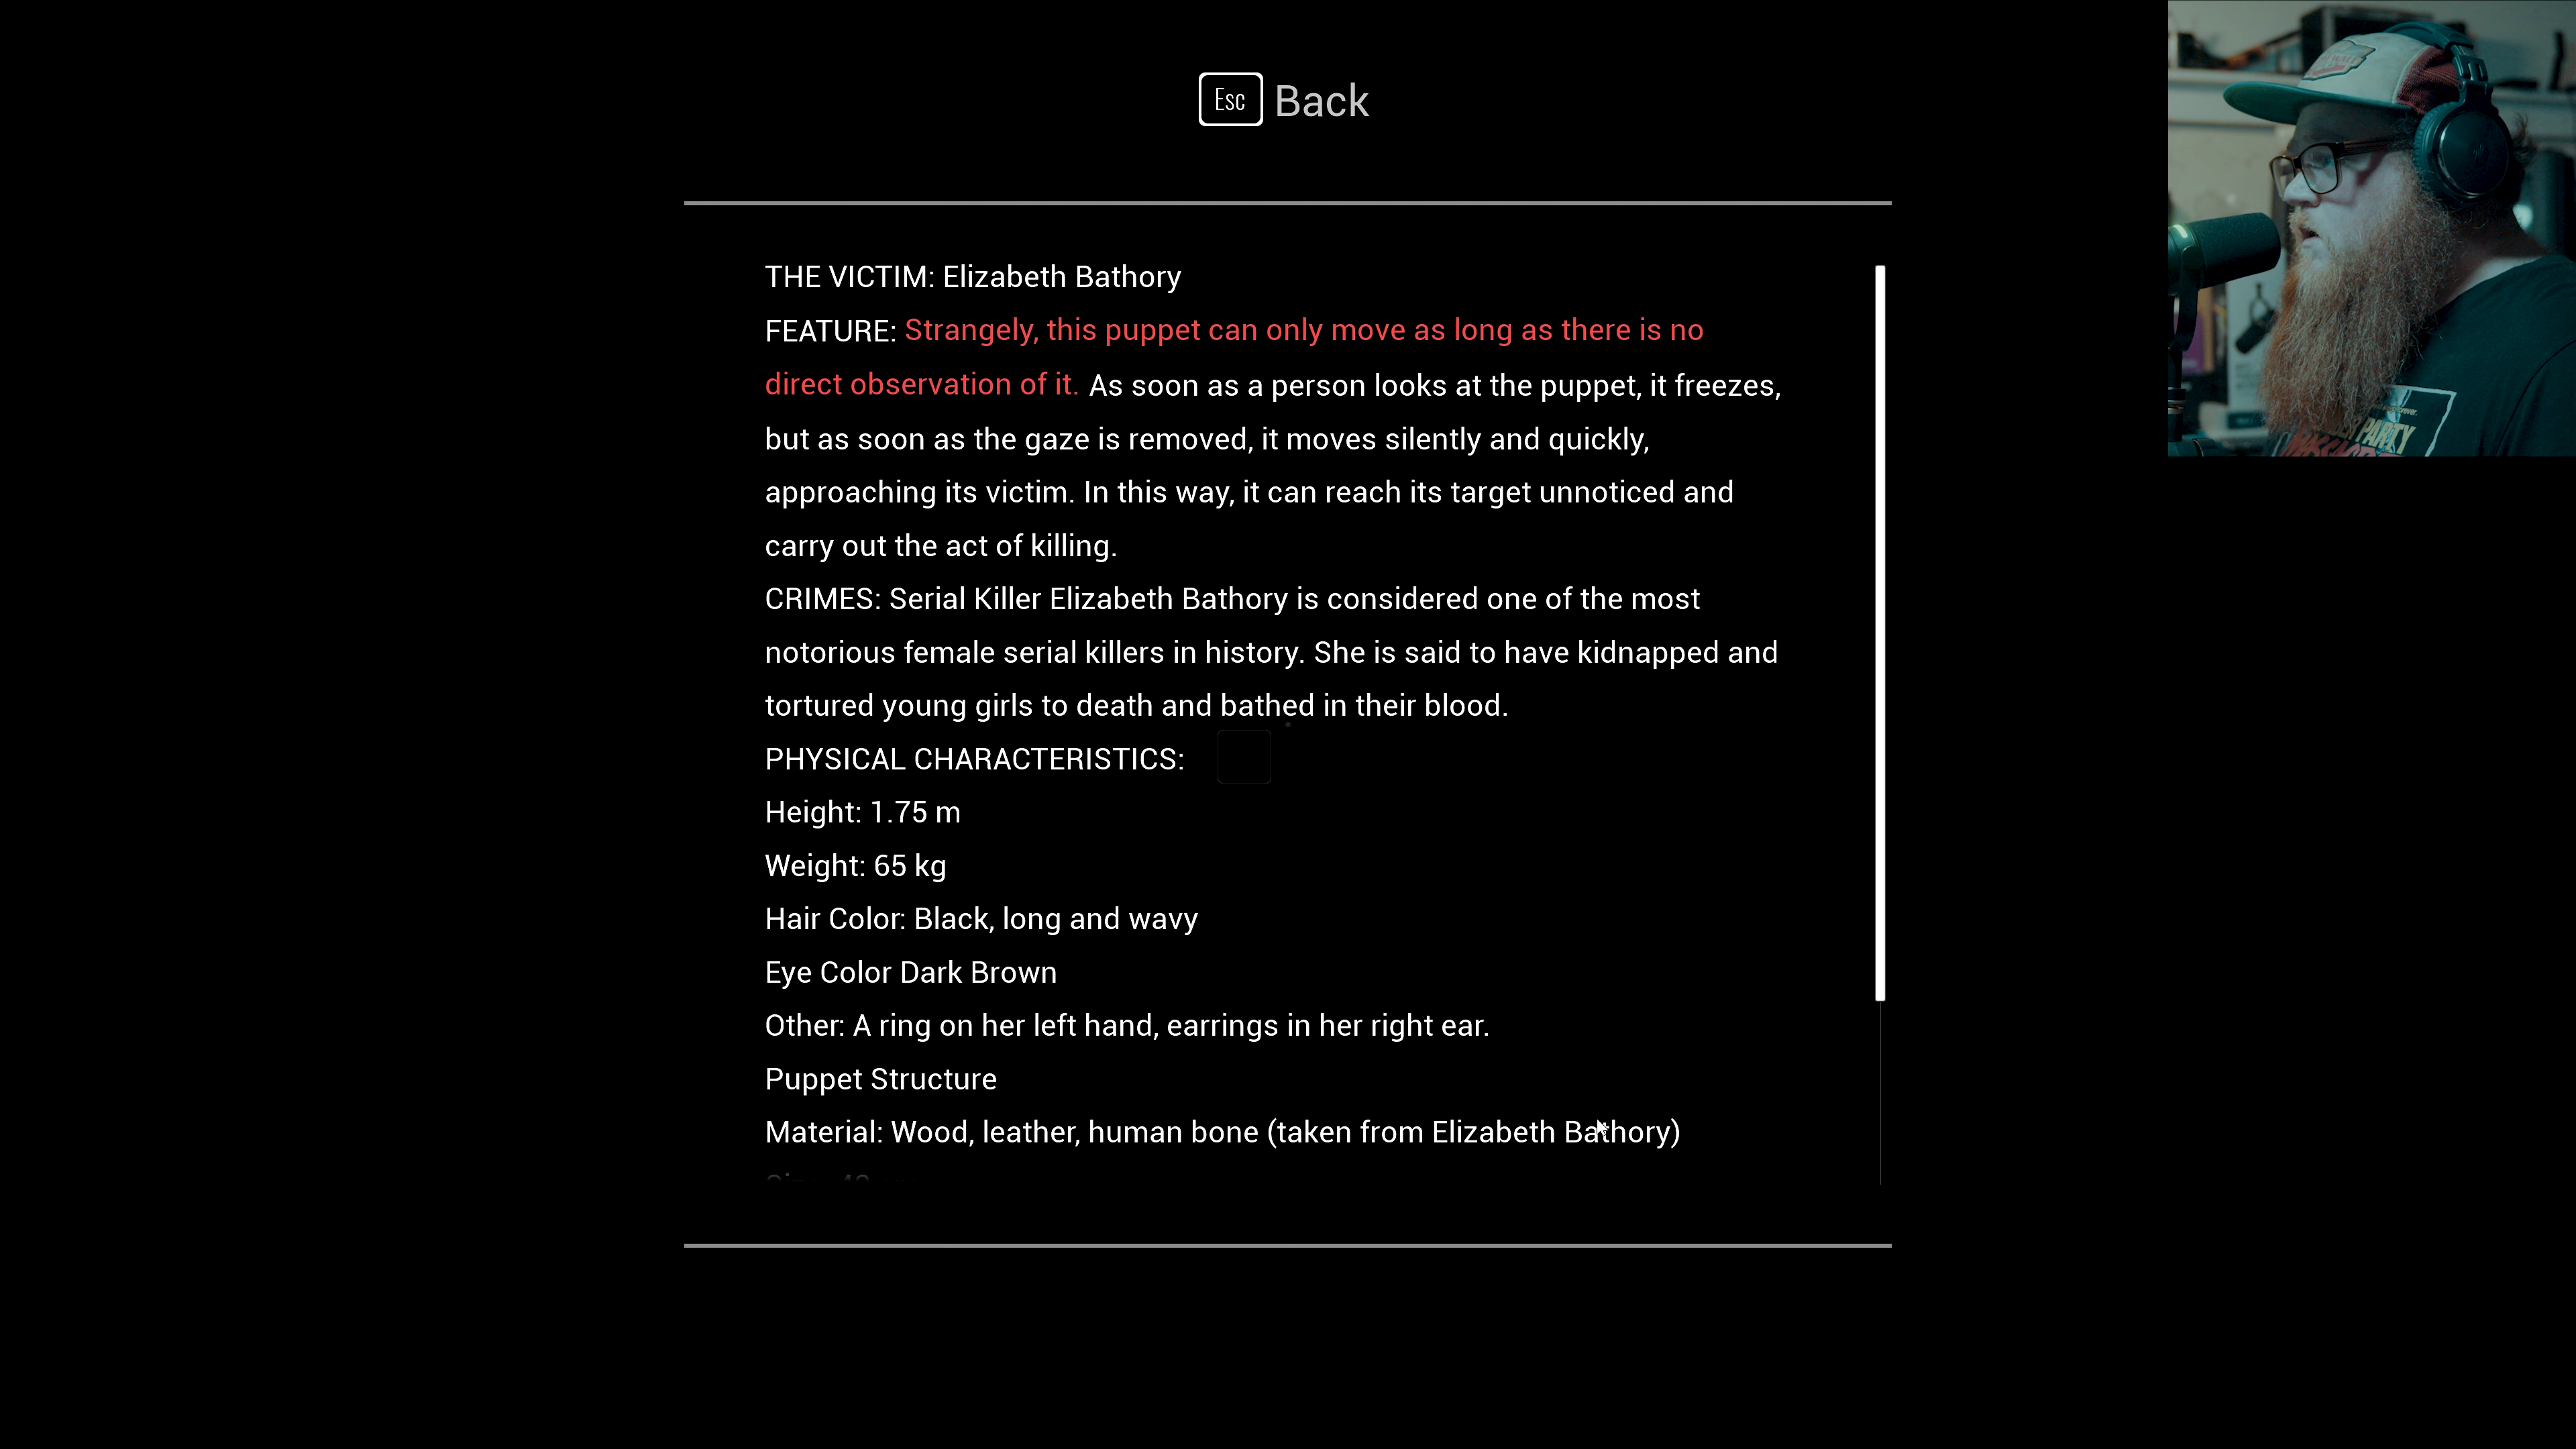 Esc Back
THE VICTIM: Elizabeth Bathory
FEATURE: Strangely, this puppet can only move as long as there is no
direct observation of it. As soon as a person looks at the puppet, it freezes,
but as soon as the gaze is removed, it moves silently and quickly,
approaching its victim. In this way, it can reach its target unnoticed and
carry out the act of killing.
CRIMES: Serial Killer Elizabeth Bathory is considered one of the most
notorious female serial killers in history. She is said to have kidnapped and
tortured young girls to death and bathed in their blood.
PHYSICAL CHARACTERISTICS:
Height: 1.75 m
Weight: 65 kg
Hair Color: Black, long and wavy
Eye Color Dark Brown
Other: A ring on her left hand, earrings in her right ear.
Puppet Structure
Material: Wood, leather, human bone (taken from Elizabeth Bathory)
PARTY